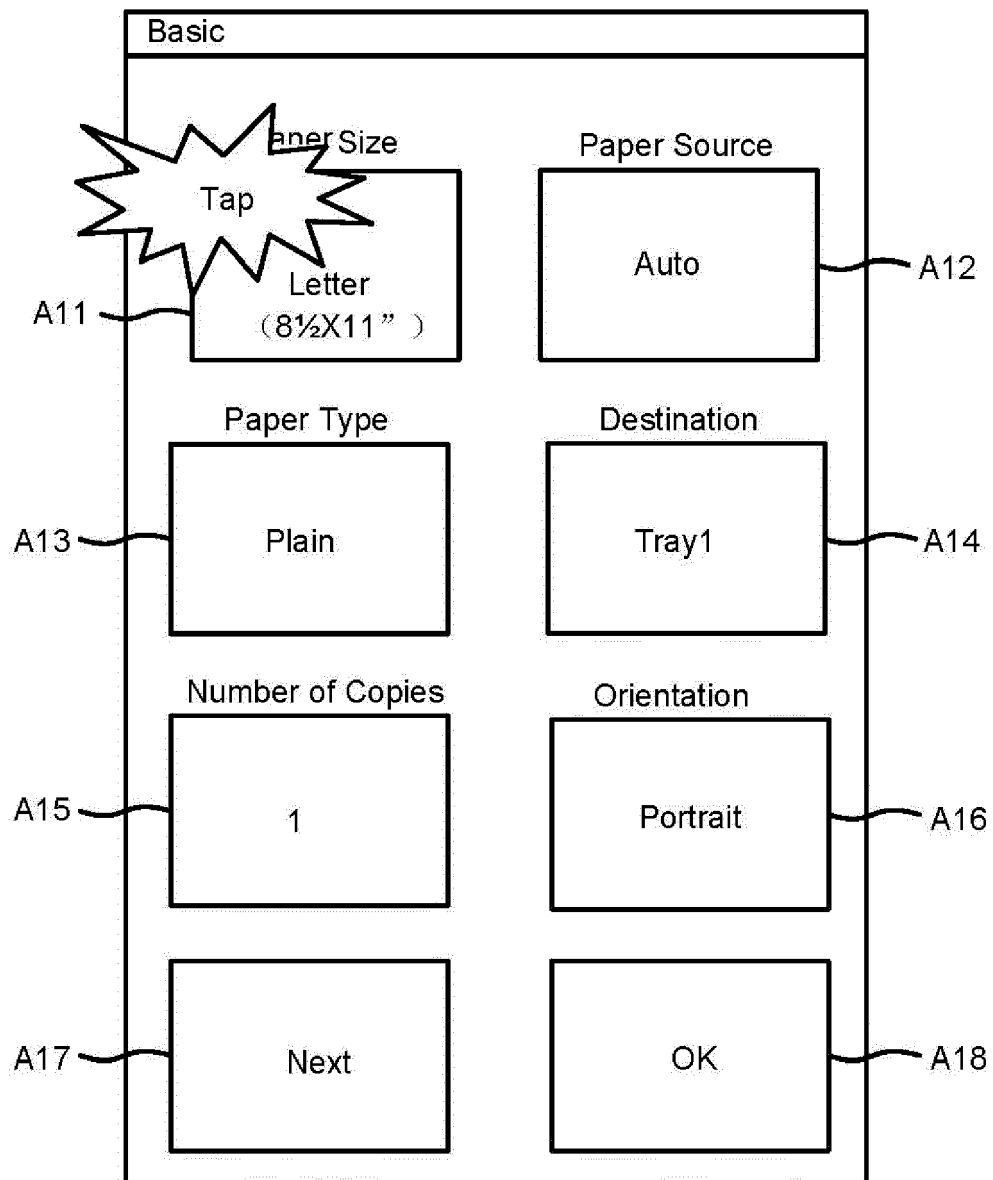 Basic
Size
Paper Source
Tap
Letter
（8½X11”）
Auto
A11
A12
Paper Type
Destination
A13
Plain
Tray1
A14
Number of Copies
Orientation
A15
1
Portrait
A16
A17
Next
OK
A18